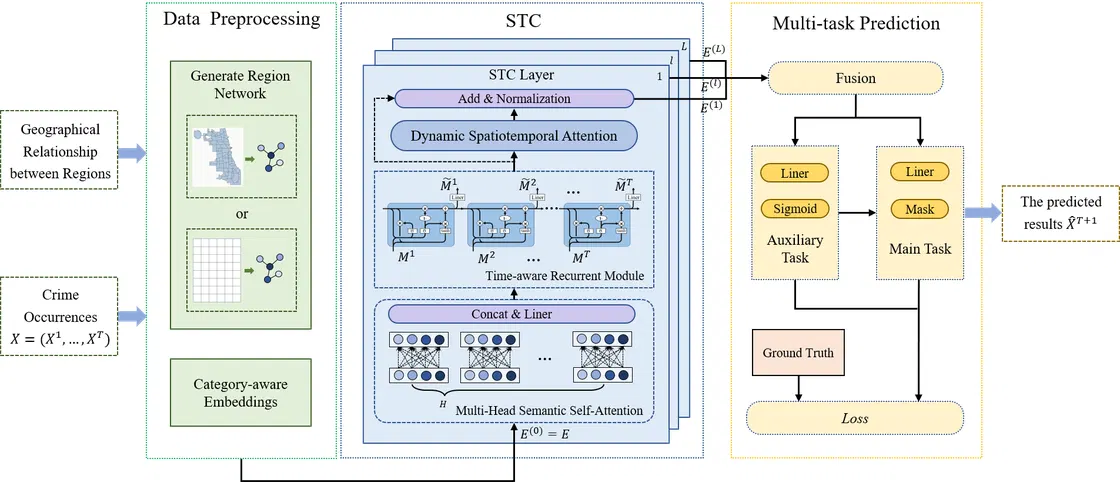 Data Preprocessing
STC
Multi-task Prediction
Geographical
Relationship
between Regions
Crime
Occurrences
X = (X¹, …, Xᵀ)
Generate Region
Network
or
Category-aware
Embeddings
L
l
1
STC Layer
Add & Normalization
Dynamic Spatiotemporal Attention
M̃¹
M̃²
...
M̃ᵀ
Liner
Liner
Liner
M¹
M²
...
Mᵀ
Time-aware Recurrent Module
Concat & Liner
...
H
Multi-Head Semantic Self-Attention
E⁽⁰⁾ = E
E⁽ᴸ⁾
E⁽ˡ⁾
E⁽¹⁾
Fusion
Liner
Sigmoid
Auxiliary
Task
Liner
Mask
Main Task
Ground Truth
Loss
The predicted
results X̂ᵀ⁺¹